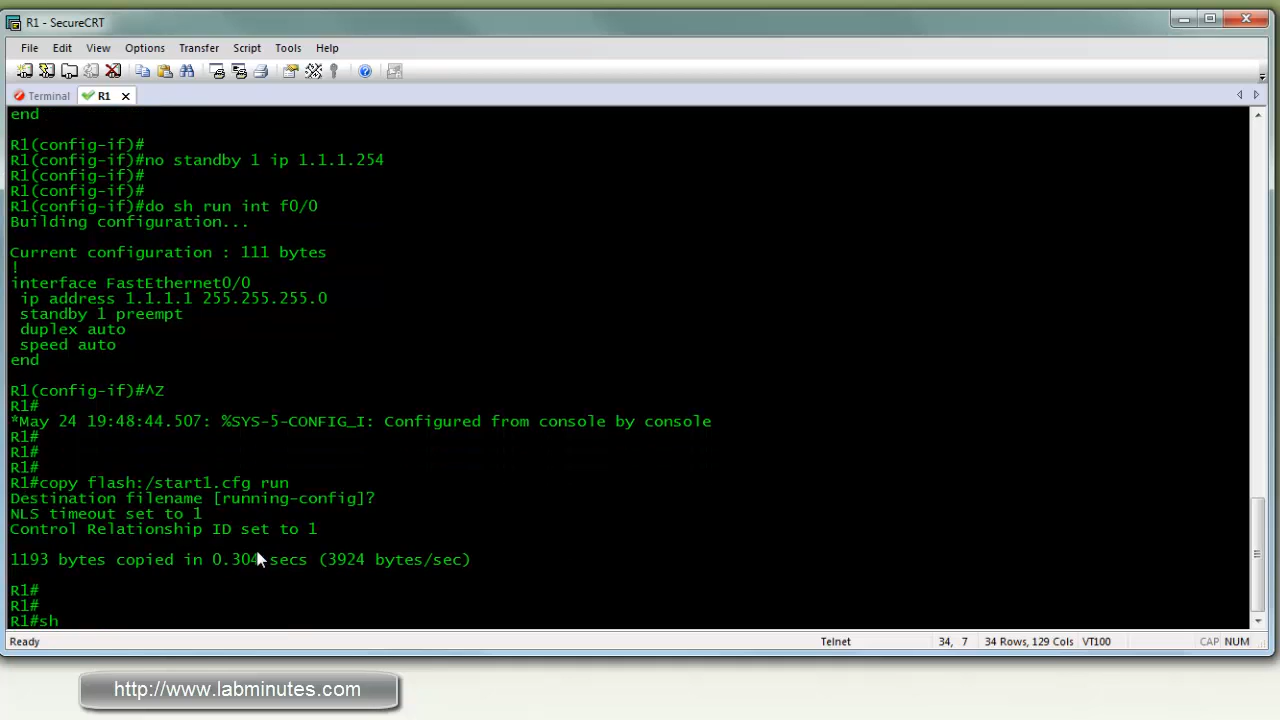 R1 - SecureCRT
File Edit View Options Transfer Script Tools Help
Terminal R1
end
R1(config-if)#
R1(config-if)#no standby 1 ip 1.1.1.254
R1(config-if)#
R1(config-if)#
R1(config-if)#do sh run int f0/0
Building configuration...
Current configuration : 111 bytes
!
interface FastEthernet0/0
ip address 1.1.1.1 255.255.255.0
standby 1 preempt
duplex auto
speed auto
end
R1(config-if)#^Z
R1#
*May 24 19:48:44.507: %SYS-5-CONFIG_I: Configured from console by console
R1#
R1#
R1#
R1#copy flash:/start1.cfg run
Destination filename [running-config]?
NLS timeout set to 1
Control Relationship ID set to 1
1193 bytes copied in 0.304 secs (3924 bytes/sec)
R1#
R1#
R1#sh
Ready Telnet 34, 7 34 Rows, 129 Cols VT100 CAP NUM
http://www.labminutes.com